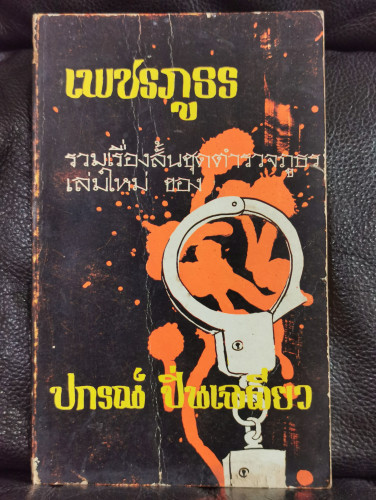 เพชรภูธร
รวมเรื่องสั้นชุดตำรวจภูธร
เล่มใหม่ ของ
ปกรณ์ ปิ่นเฉลียว